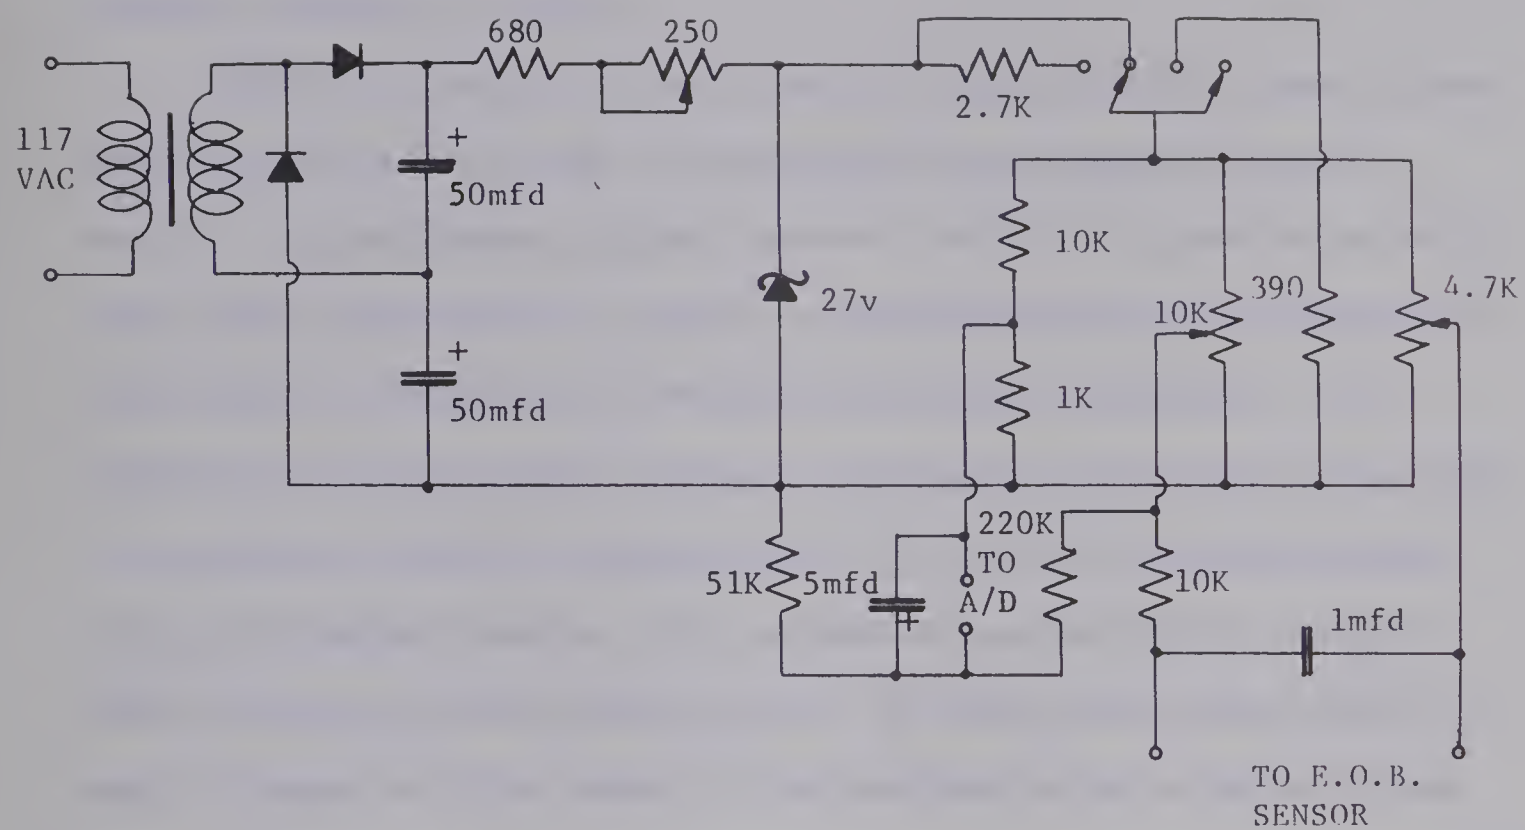 680
250
2.7K
117
VAC
+
50mfd
10K
27v
10K
390
4.7K
+
50mfd
1K
220K
51K
5mfd
+
TO
A/D
10K
1mfd
TO E.O.B.
SENSOR